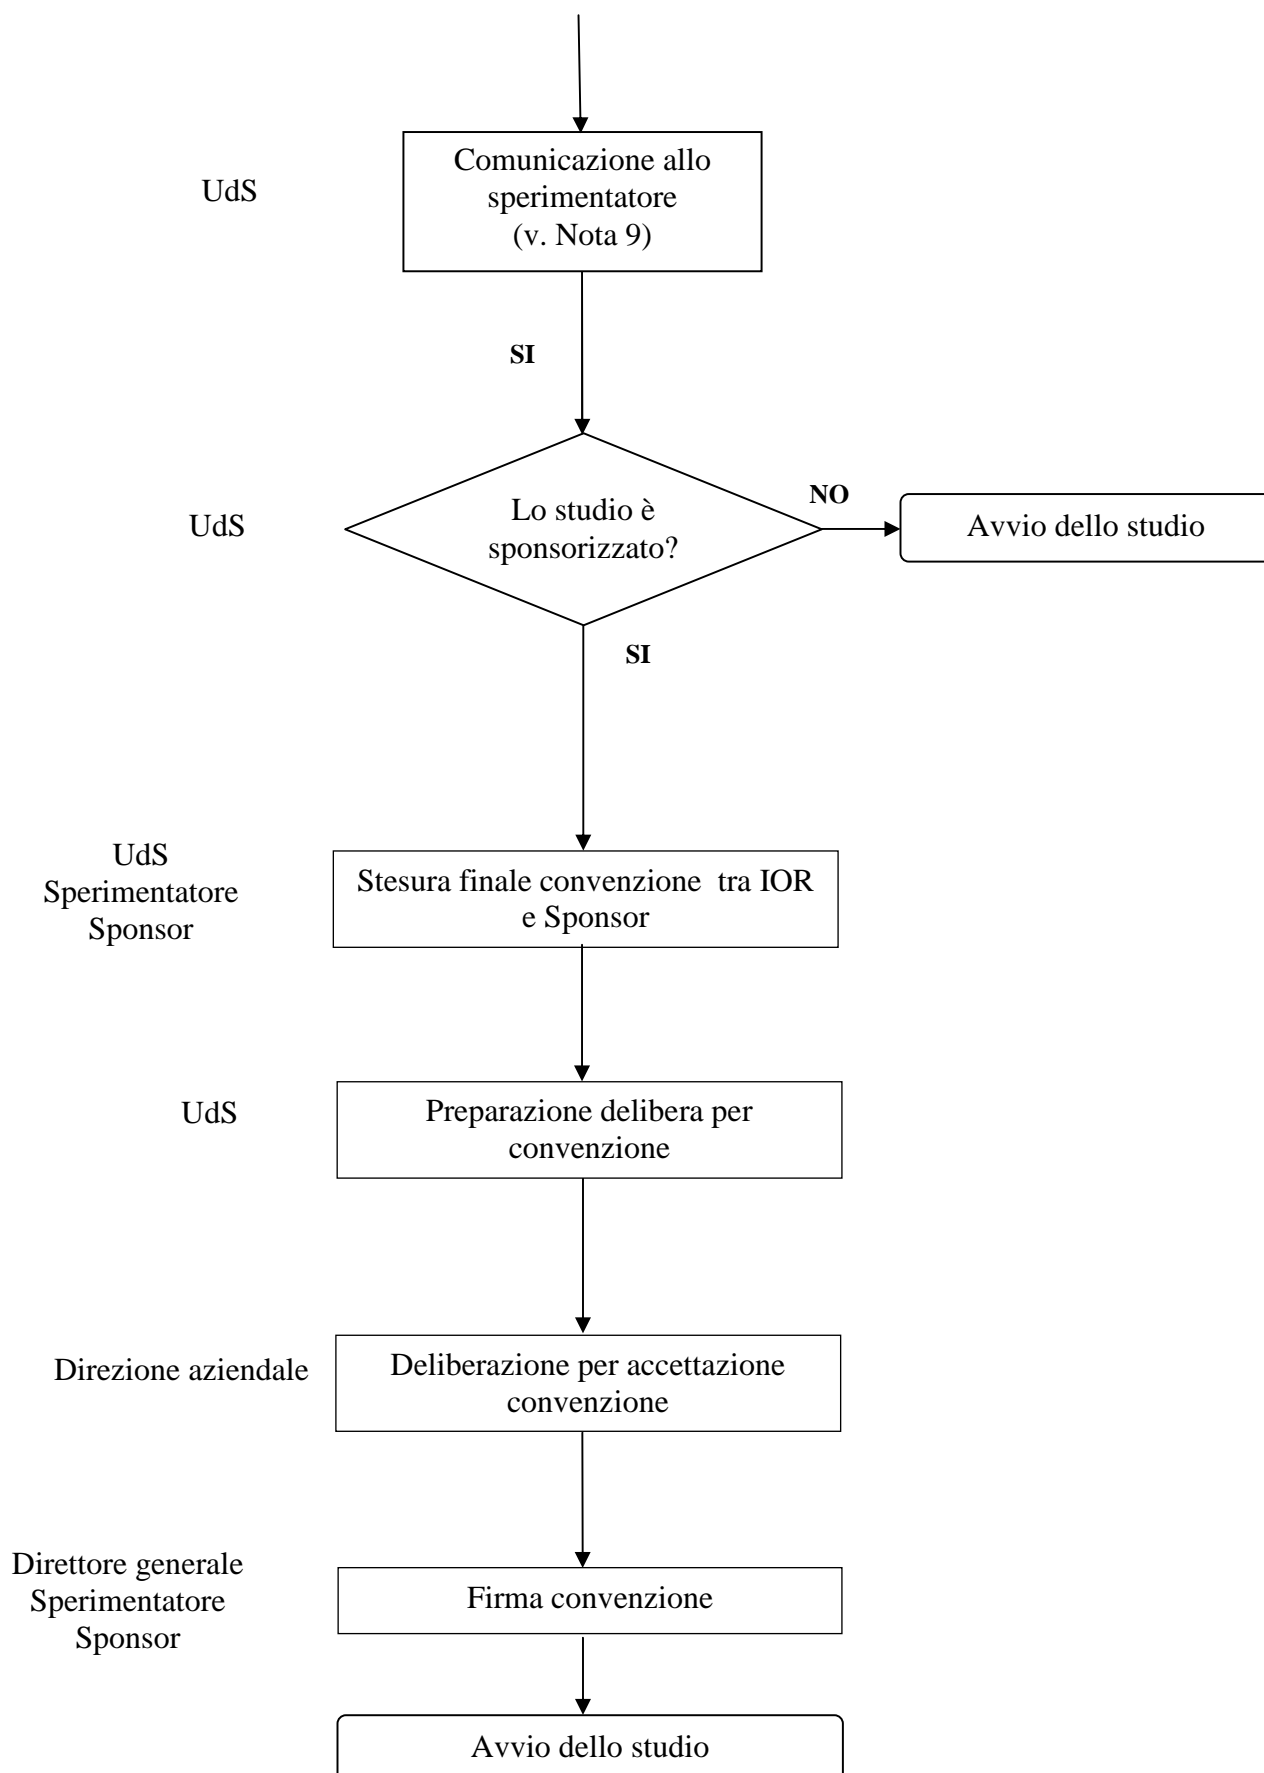 UdS
Comunicazione allo
sperimentatore
(v. Nota 9)
SI
UdS
Lo studio è
sponsorizzato?
NO
Avvio dello studio
SI
UdS
Sperimentatore
Sponsor
Stesura finale convenzione  tra IOR
e Sponsor
UdS
Preparazione delibera per
convenzione
Direzione aziendale
Deliberazione per accettazione
convenzione
Direttore generale
Sperimentatore
Sponsor
Firma convenzione
Avvio dello studio